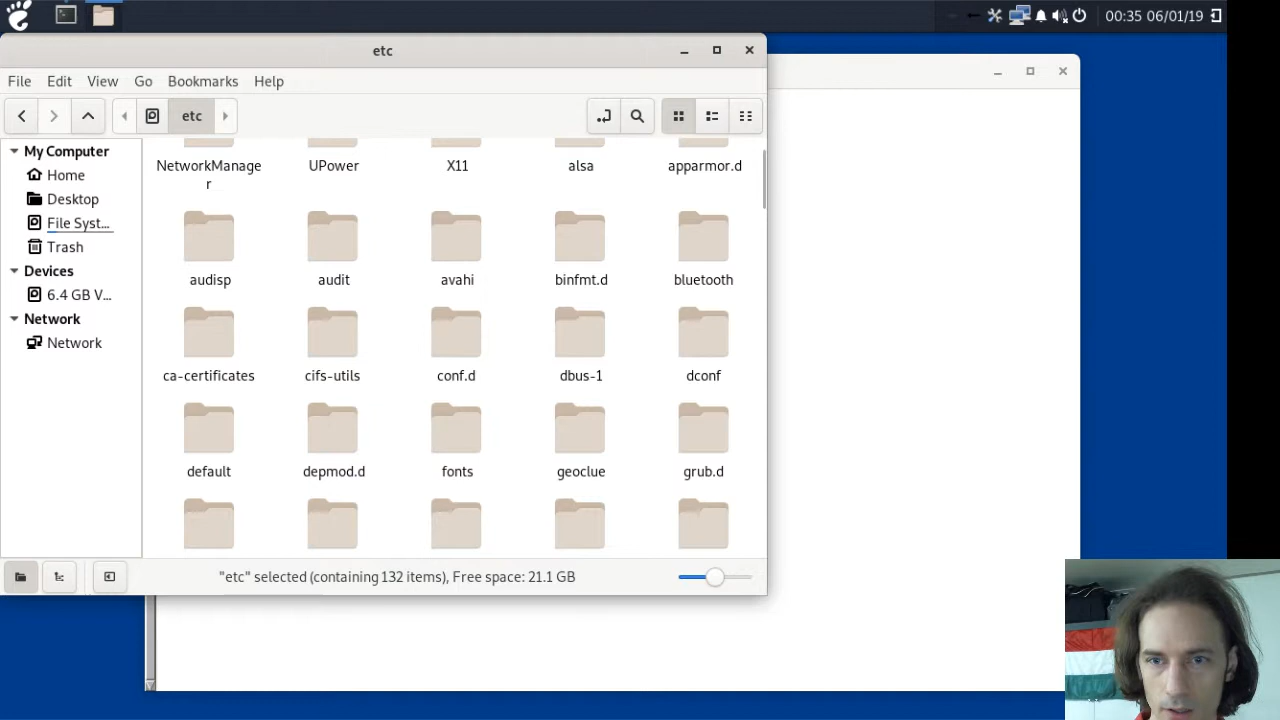 00:35 06/01/19
etc
File Edit View Go Bookmarks Help
etc
My Computer
Home
Desktop
File Syst...
Trash
Devices
6.4 GB V...
Network
Network
NetworkManage
r
UPower
X11
alsa
apparmor.d
audisp
audit
avahi
binfmt.d
bluetooth
ca-certificates
cifs-utils
conf.d
dbus-1
dconf
default
depmod.d
fonts
geoclue
grub.d
"etc" selected (containing 132 items), Free space: 21.1 GB